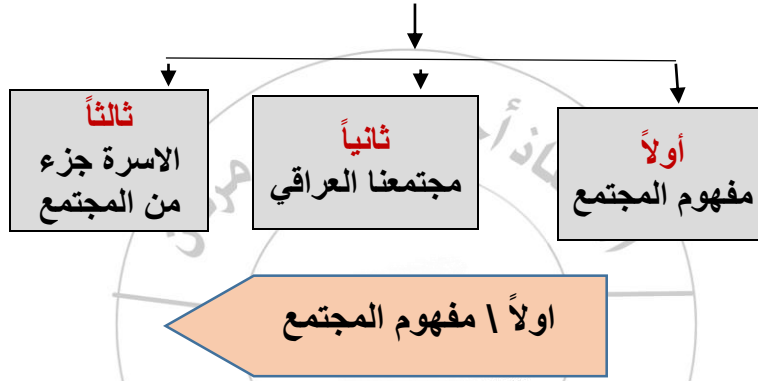 أولاً
مفهوم المجتمع
ثانياً
مجتمعنا العراقي
ثالثاً
الاسرة جزء
من المجتمع
اولاً \ مفهوم المجتمع